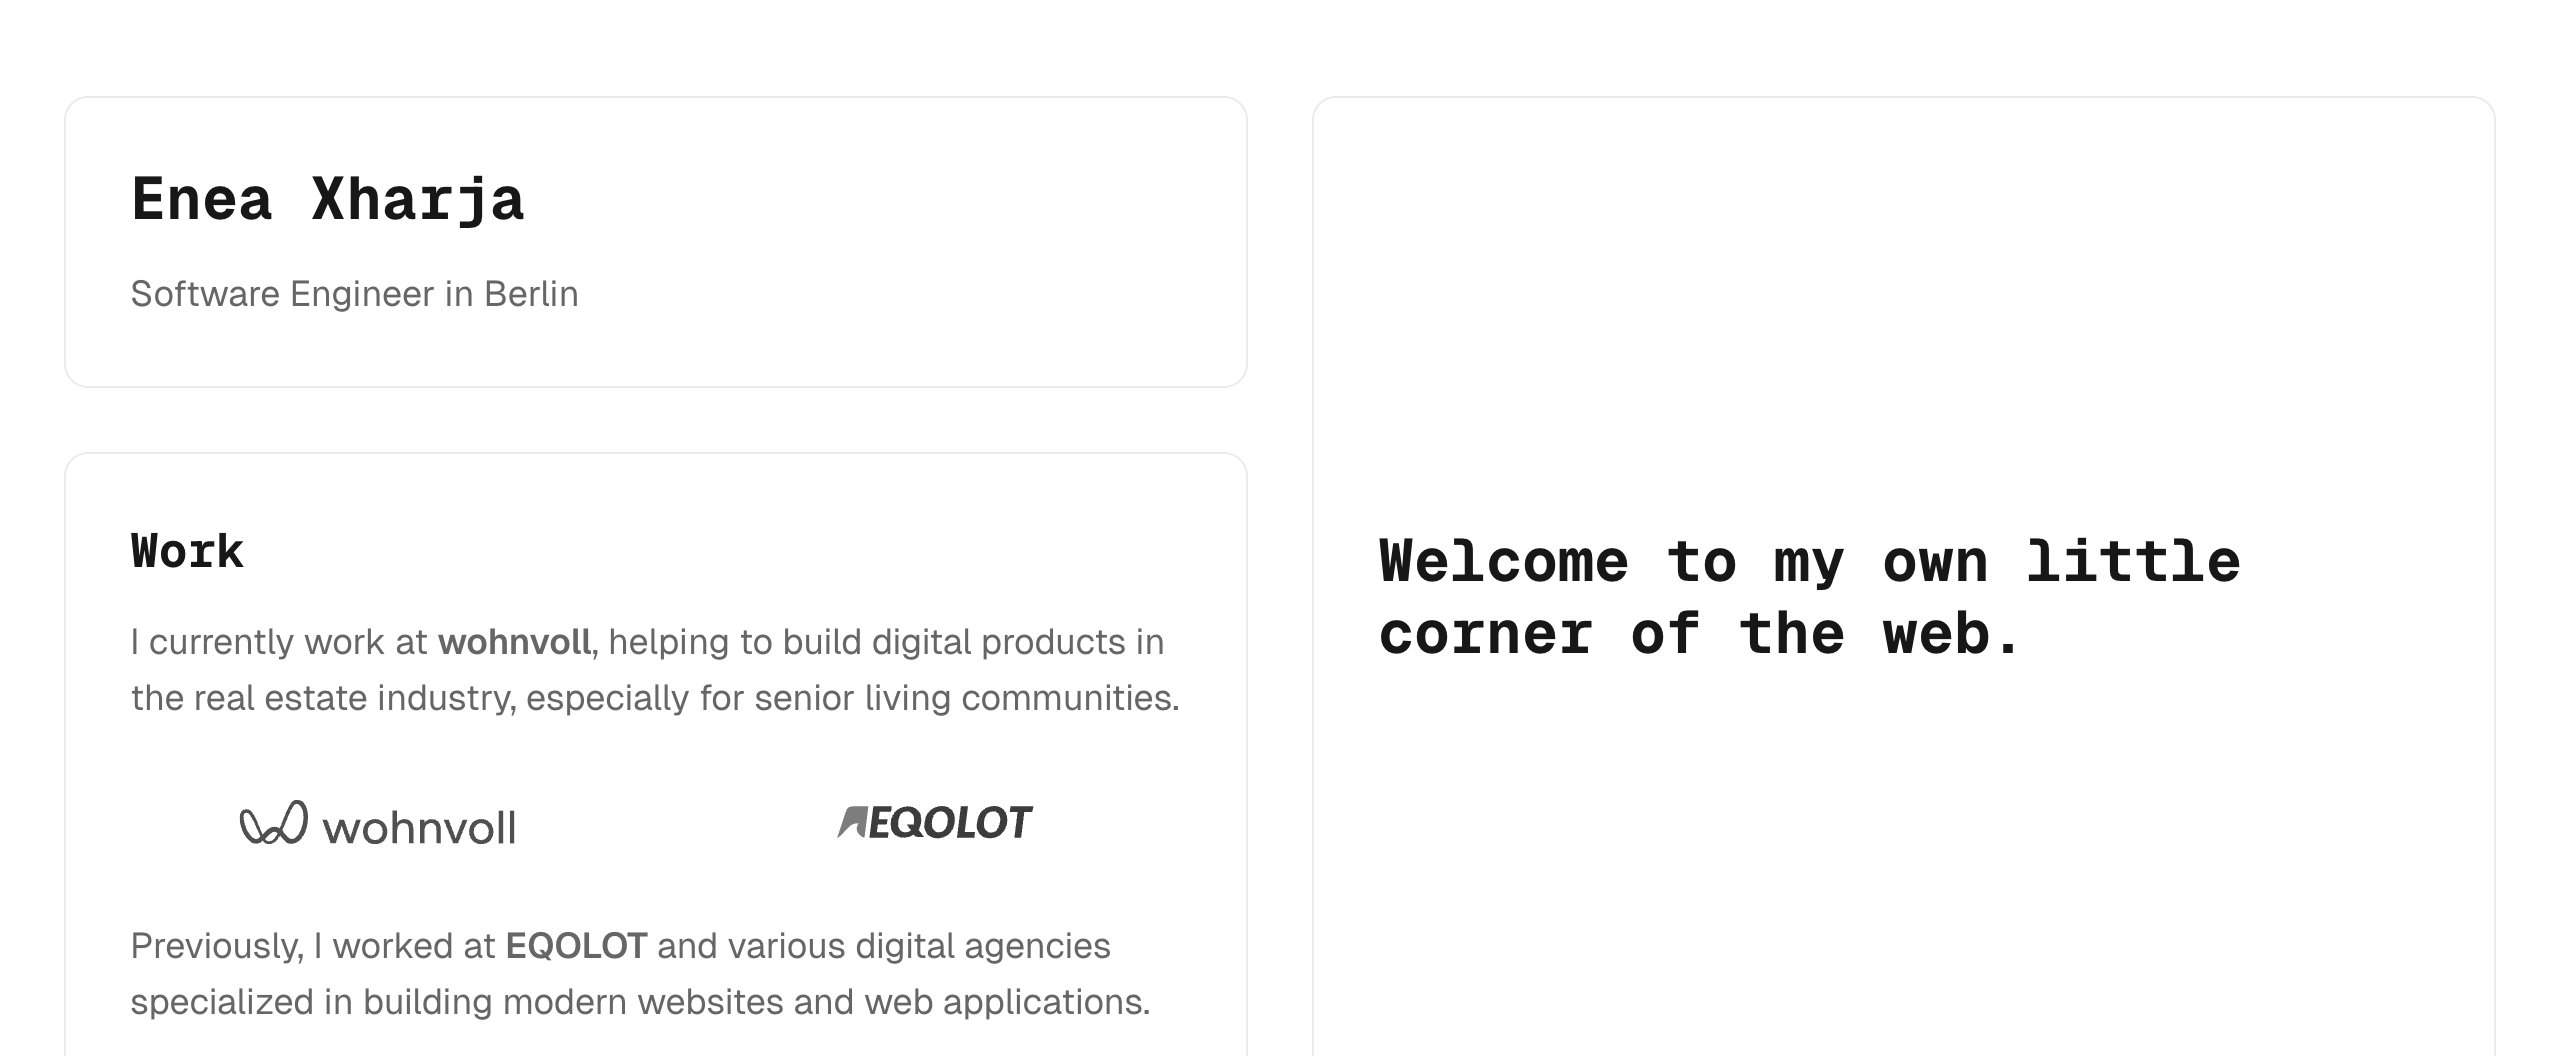 Enea Xharja
Software Engineer in Berlin
Work
I currently work at wohnvoll, helping to build digital products in
the real estate industry, especially for senior living communities.
wohnvoll
EQOLOT
Previously, I worked at EQOLOT and various digital agencies
specialized in building modern websites and web applications.
Welcome to my own little
corner of the web.